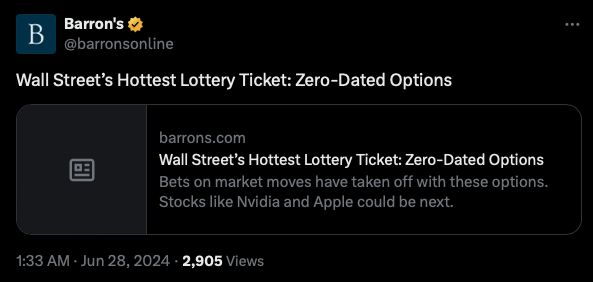 B
Barron's
@barronsonline
Wall Street’s Hottest Lottery Ticket: Zero-Dated Options
barrons.com
Wall Street’s Hottest Lottery Ticket: Zero-Dated Options
Bets on market moves have taken off with these options.
Stocks like Nvidia and Apple could be next.
1:33 AM · Jun 28, 2024 · 2,905 Views